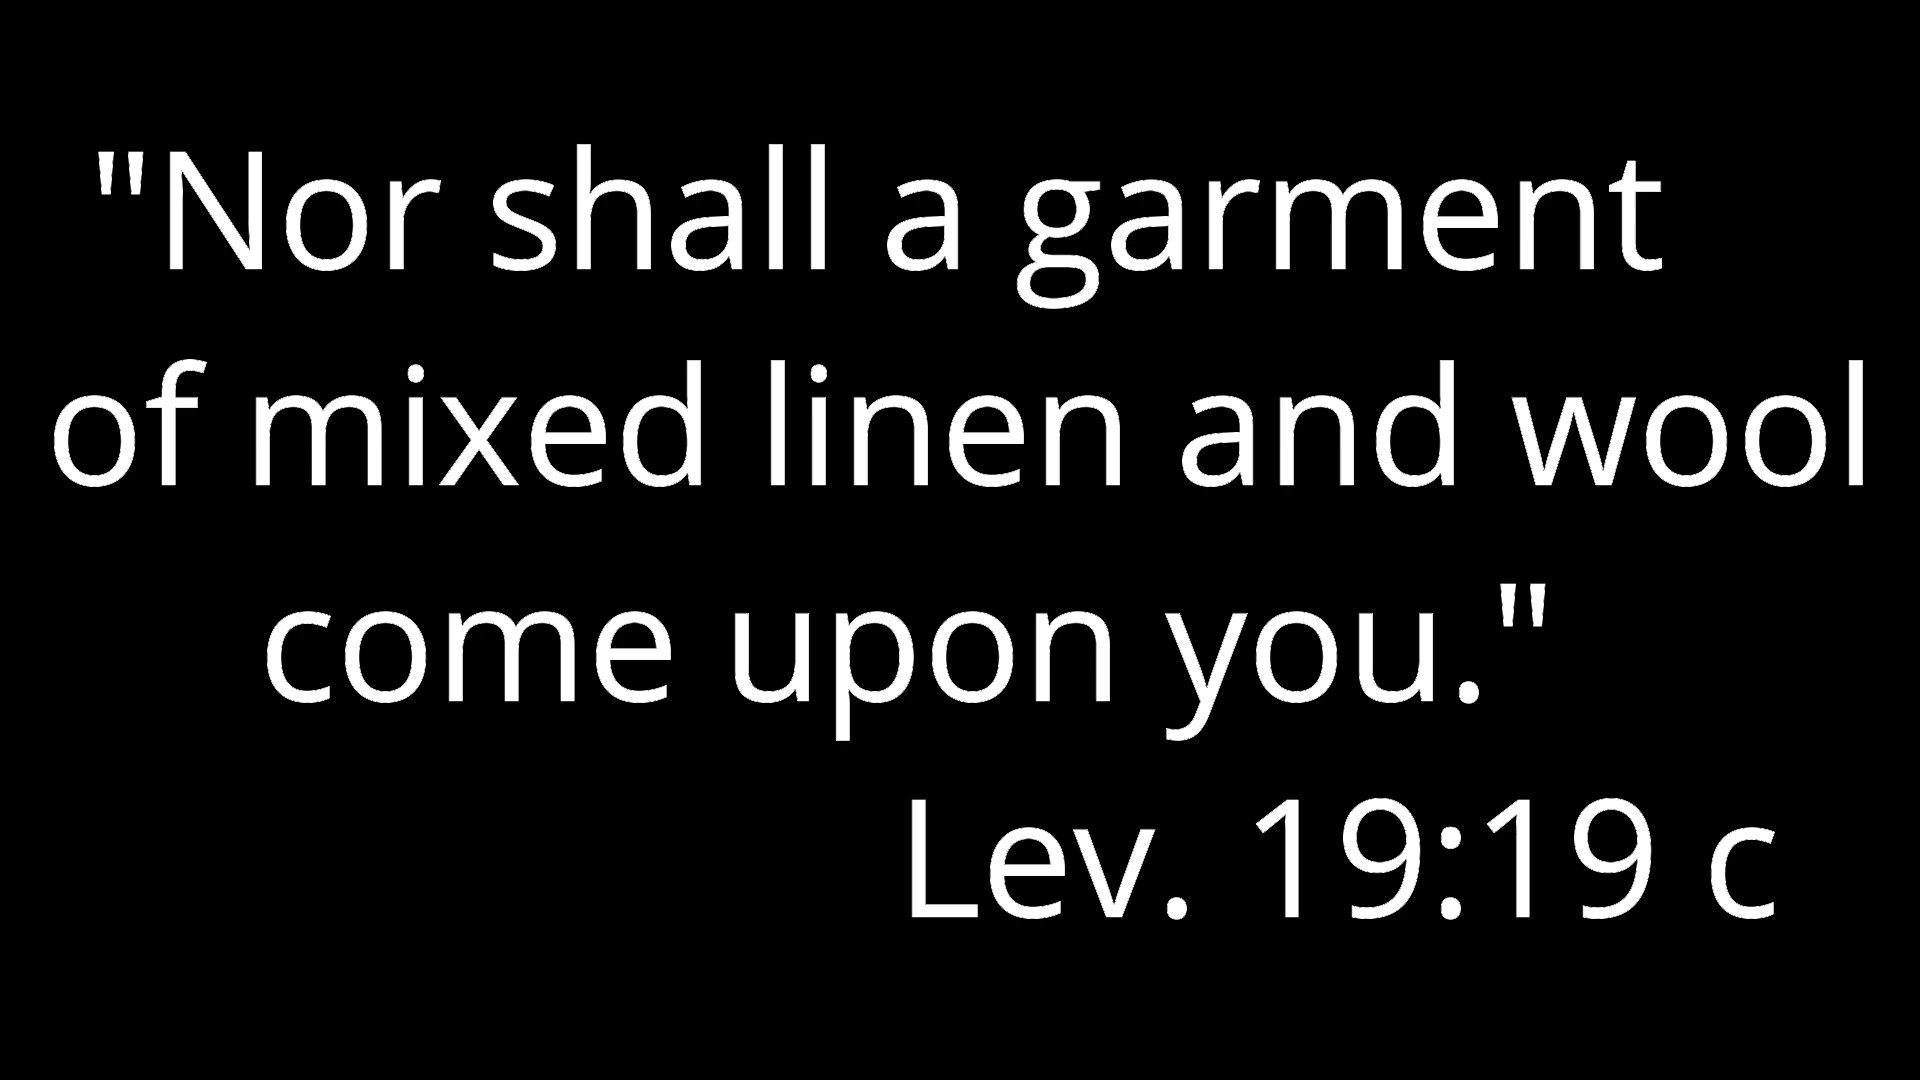 "Nor shall a garment
of mixed linen and wool
come upon you."
Lev. 19:19 c